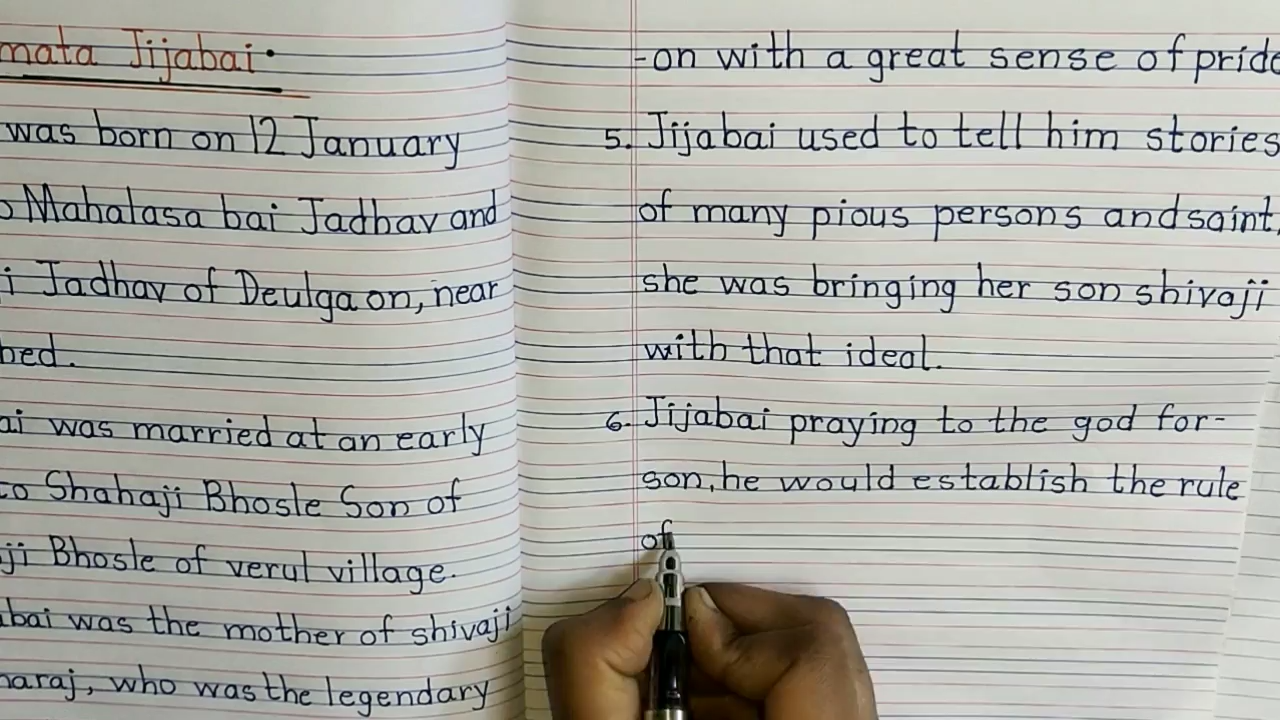 mata Jijabai.
was born on 12 January
Mahalasa bai Jadhav and
i Jadhav of Deulgaon, near
bed.
ai was married at an early
to Shahaji Bhosle Son of
ji Bhosle of verul village.
abai was the mother of shivaji
haraj, who was the legendary
-on with a great sense of pride
5. Jijabai used to tell him stories
of many pious persons and saint,
she was bringing her son shivaji
with that ideal.
6. Jijabai praying to the god for-
son, he would establish the rule
of